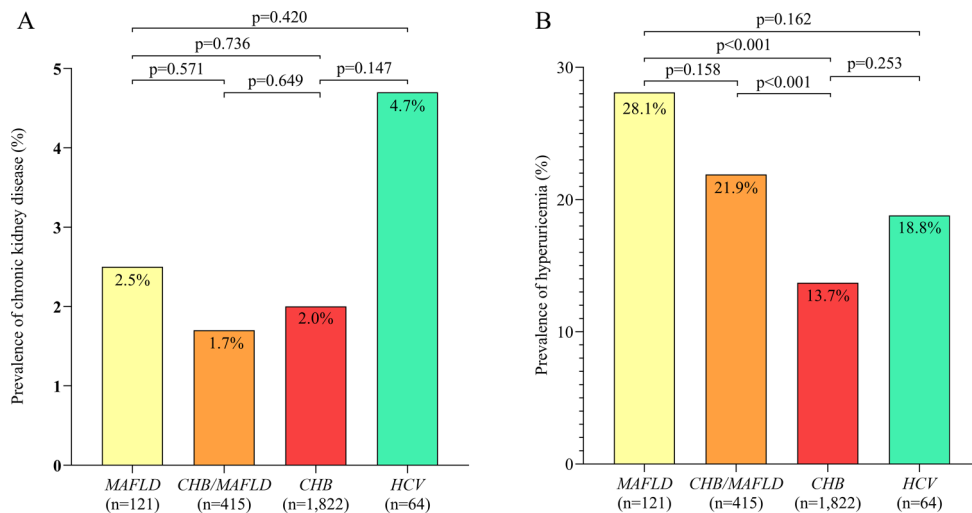 A
p=0.420
p=0.736
p=0.571
p=0.649
p=0.147
Prevalence of chronic kidney disease (%)
5
4
3
2
1
0
2.5%
1.7%
2.0%
4.7%
MAFLD
(n=121)
CHB/MAFLD
(n=415)
CHB
(n=1,822)
HCV
(n=64)
B
p=0.162
p<0.001
p=0.158
p<0.001
p=0.253
Prevalence of hyperuricemia (%)
30
20
10
0
28.1%
21.9%
13.7%
18.8%
MAFLD
(n=121)
CHB/MAFLD
(n=415)
CHB
(n=1,822)
HCV
(n=64)